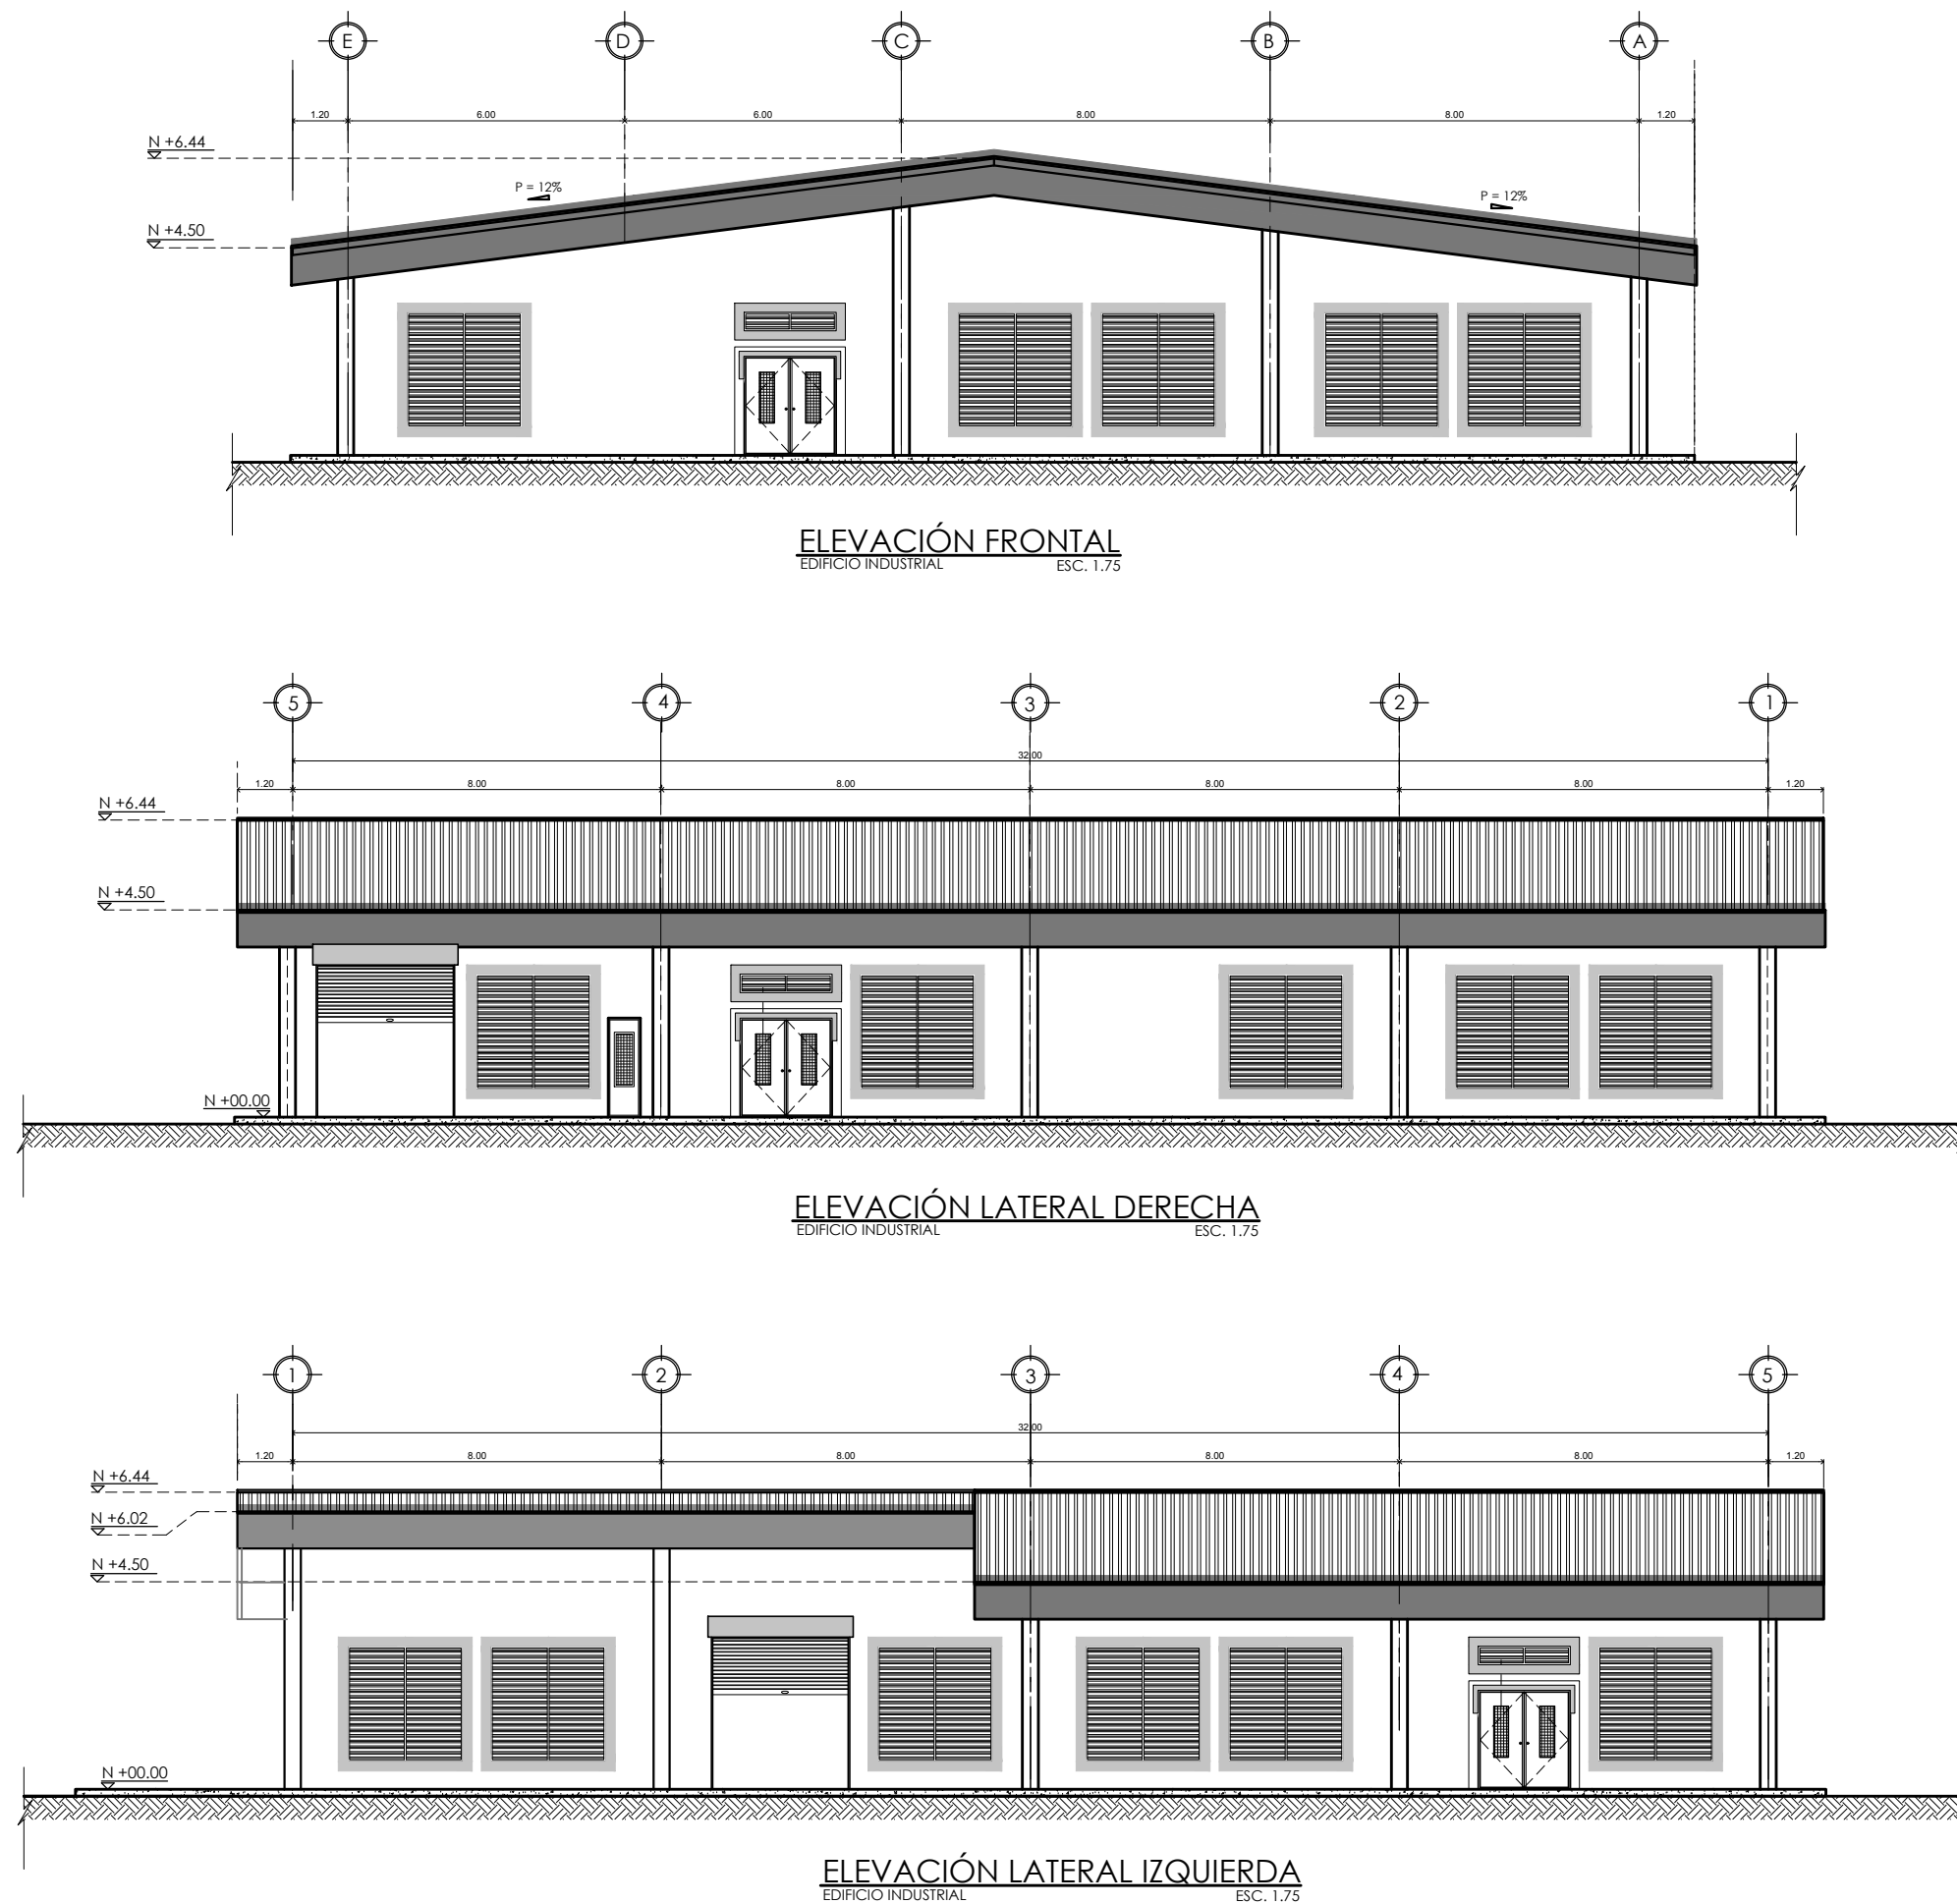 E D C B A
1.20 6.00 6.00 8.00 8.00 1.20
N +6.44
P = 12% P = 12%
N +4.50
ELEVACIÓN FRONTAL
EDIFICIO INDUSTRIAL ESC. 1.75
5 4 3 2 1
32.00
1.20 8.00 8.00 8.00 8.00 1.20
N +6.44
N +4.50
N +00.00
ELEVACIÓN LATERAL DERECHA
EDIFICIO INDUSTRIAL ESC. 1.75
1 2 3 4 5
32.00
1.20 8.00 8.00 8.00 8.00 1.20
N +6.44
N +6.02
N +4.50
N +00.00
ELEVACIÓN LATERAL IZQUIERDA
EDIFICIO INDUSTRIAL ESC. 1.75